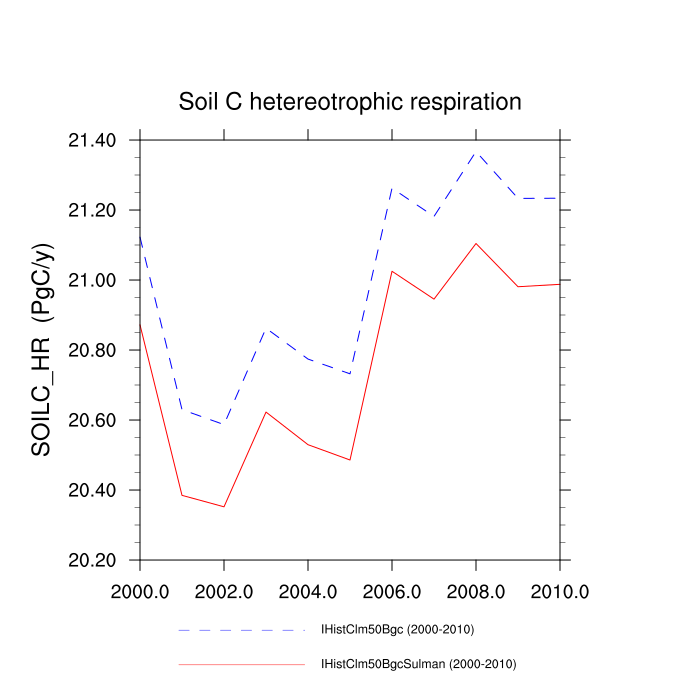 Soil C hetereotrophic respiration
SOILC_HR (PgC/y)
21.40
21.20
21.00
20.80
20.60
20.40
20.20
2000.0 2002.0 2004.0 2006.0 2008.0 2010.0
IHistClm50Bgc (2000-2010)
IHistClm50BgcSulman (2000-2010)